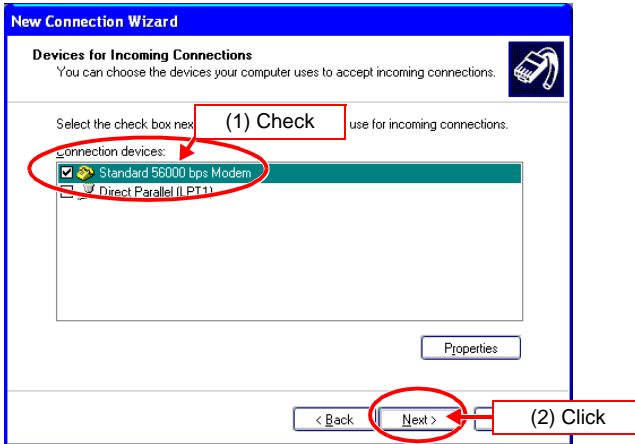 New Connection Wizard
Devices for Incoming Connections
You can choose the devices your computer uses to accept incoming connections.
Select the check box nex
(1) Check
use for incoming connections.
Connection devices:
Standard 56000 bps Modem
Direct Parallel (LPT1)
Properties
< Back
Next >
(2) Click